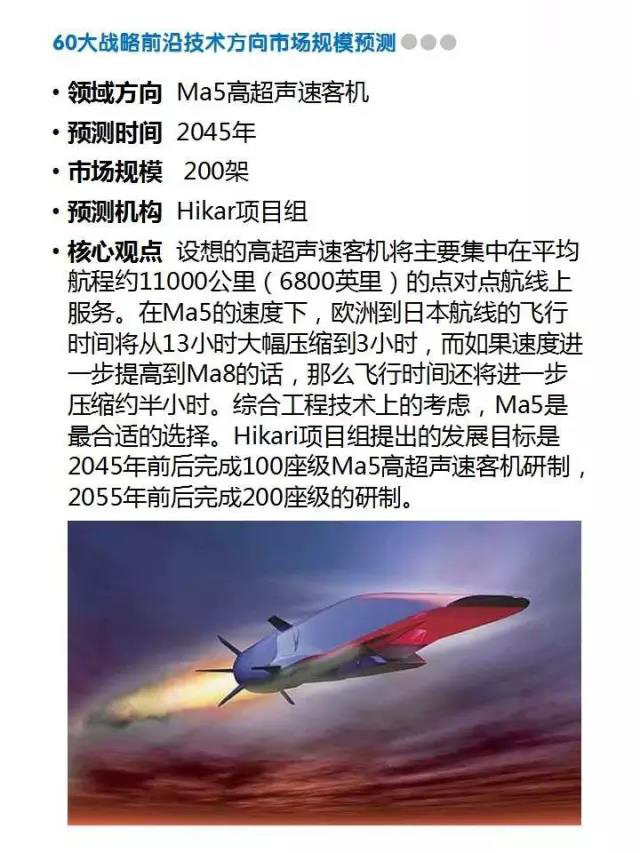 60大战略前沿技术方向市场规模预测
• 领域方向 Ma5高超声速客机
• 预测时间 2045年
• 市场规模 200架
• 预测机构 Hikar项目组
• 核心观点 设想的高超声速客机将主要集中在平均
航程约11000公里（6800英里）的点对点航线上
服务。在Ma5的速度下，欧洲到日本航线的飞行
时间将从13小时大幅压缩到3小时，而如果速度进
一步提高到Ma8的话，那么飞行时间还将进一步
压缩约半小时。综合工程技术上的考虑，Ma5是
最合适的选择。Hikari项目组提出的发展目标是
2045年前后完成100座级Ma5高超声速客机研制，
2055年前后完成200座级的研制。